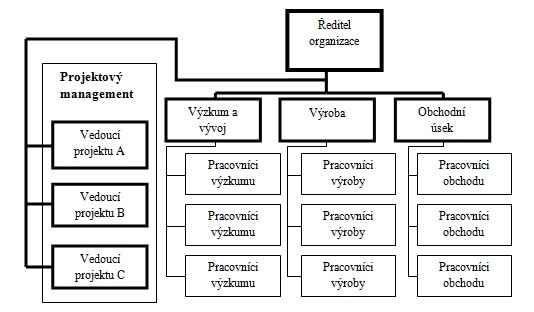 Ředitel
organizace
Projektový
management
Vedoucí
projektu A
Vedoucí
projektu B
Vedoucí
projektu C
Výzkum a
vývoj
Pracovníci
výzkumu
Pracovníci
výzkumu
Pracovníci
výzkumu
Výroba
Pracovníci
výroby
Pracovníci
výroby
Pracovníci
výroby
Obchodní
úsek
Pracovníci
obchodu
Pracovníci
obchodu
Pracovníci
obchodu